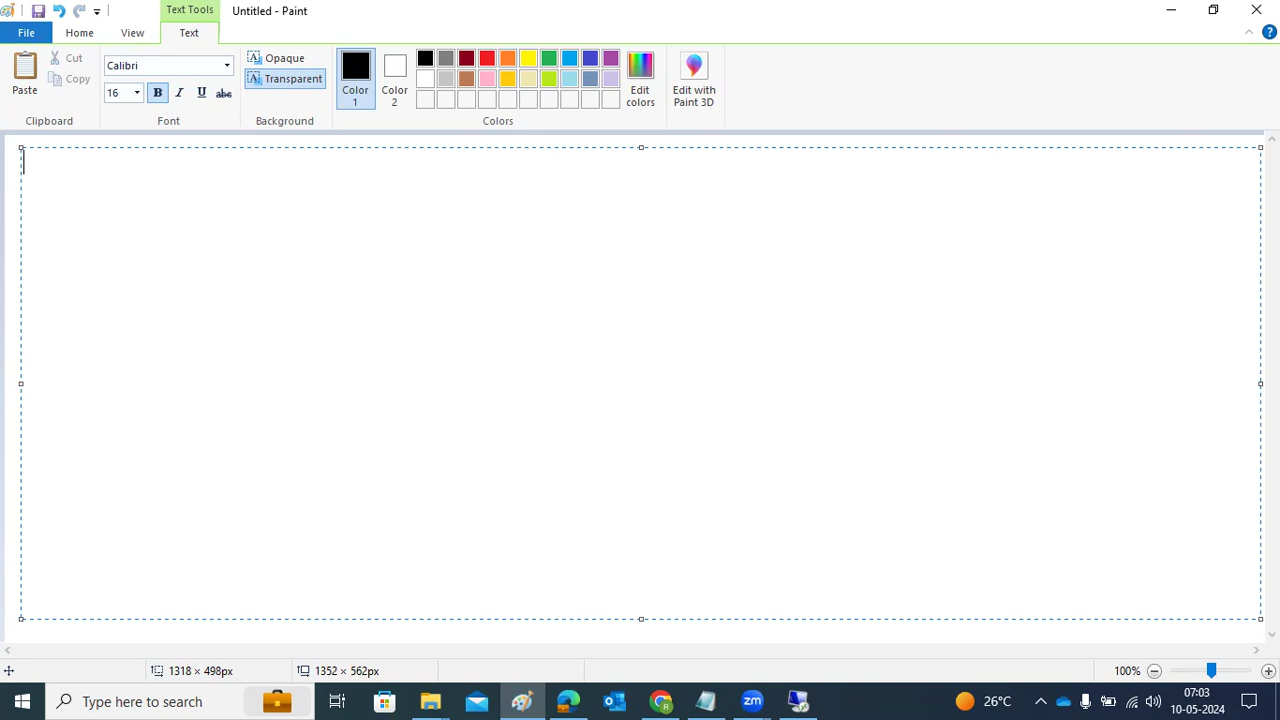 Text Tools
Untitled - Paint
File
Home
View
Text
Paste
Cut
Copy
Clipboard
Calibri
16
B
I
U
abc
Font
Opaque
Transparent
Background
Color
1
Color
2
Edit
colors
Colors
Edit with
Paint 3D
1318 × 498px
1352 × 562px
100%
Type here to search
26°C
07:03
10-05-2024